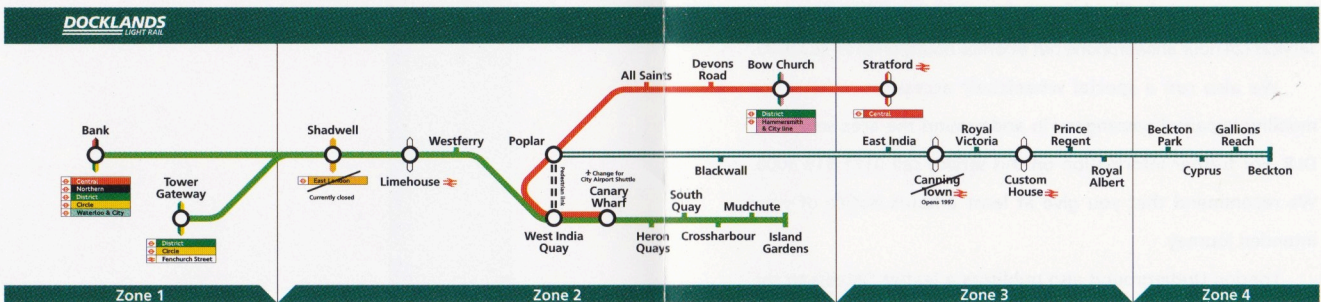 DOCKLANDS
LIGHT RAIL
Bank
Central
Northern
District
Circle
Waterloo & City
Tower
Gateway
District
Circle
Fenchurch Street
Shadwell
East London
Currently closed
Limehouse
Westferry
Poplar
Pedestrian link
West India
Quay
Change for
City Airport Shuttle
Canary
Wharf
Heron
Quays
South
Quay
Crossharbour
Mudchute
Island
Gardens
All Saints
Devons
Road
Bow Church
District
Hammersmith
& City line
Stratford
Central
Blackwall
East India
Canning
Town
Opens 1997
Royal
Victoria
Custom
House
Prince
Regent
Royal
Albert
Beckton
Park
Cyprus
Gallions
Reach
Beckton
Zone 1
Zone 2
Zone 3
Zone 4